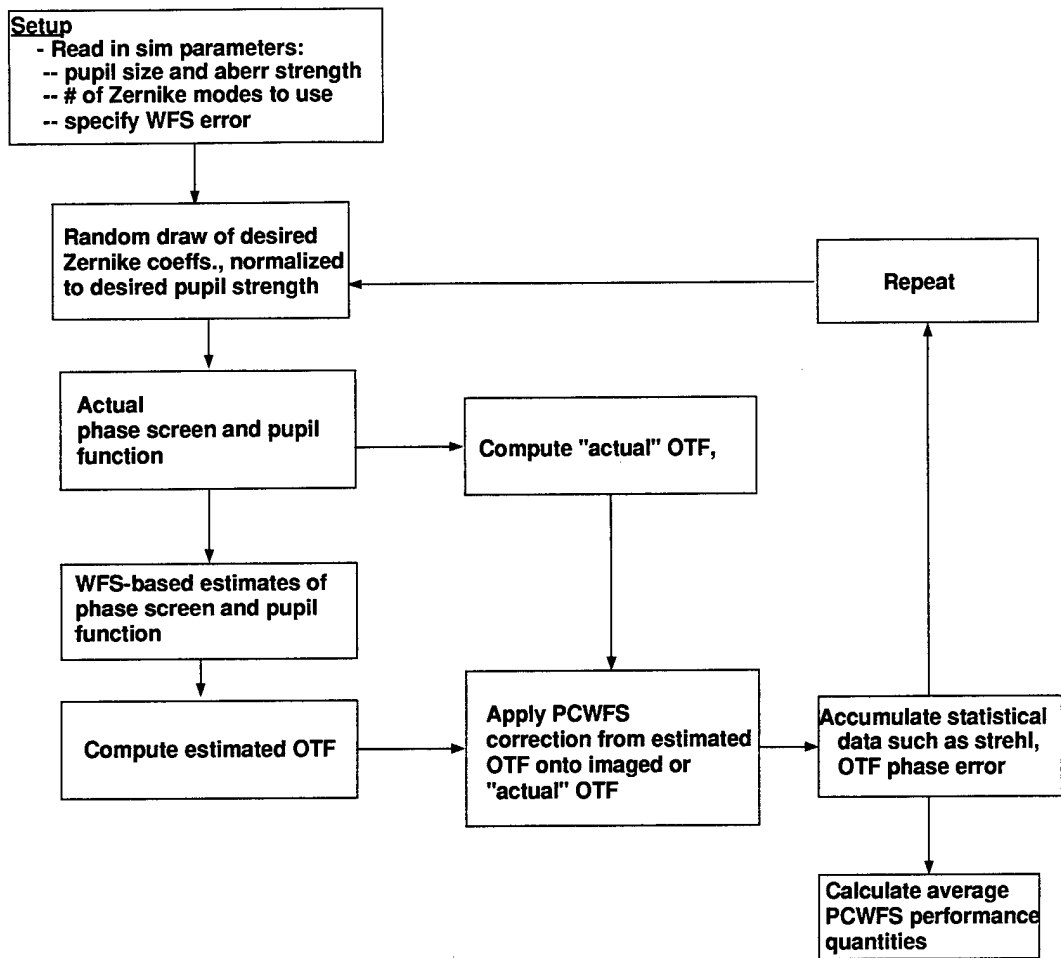 Setup
- Read in sim parameters:
-- pupil size and aberr strength
-- # of Zernike modes to use
-- specify WFS error
Random draw of desired
Zernike coeffs., normalized
to desired pupil strength
Repeat
Actual
phase screen and pupil
function
Compute "actual" OTF,
WFS-based estimates of
phase screen and pupil
function
Compute estimated OTF
Apply PCWFS
correction from estimated
OTF onto imaged or
"actual" OTF
Accumulate statistical
data such as strehl,
OTF phase error
Calculate average
PCWFS performance
quantities